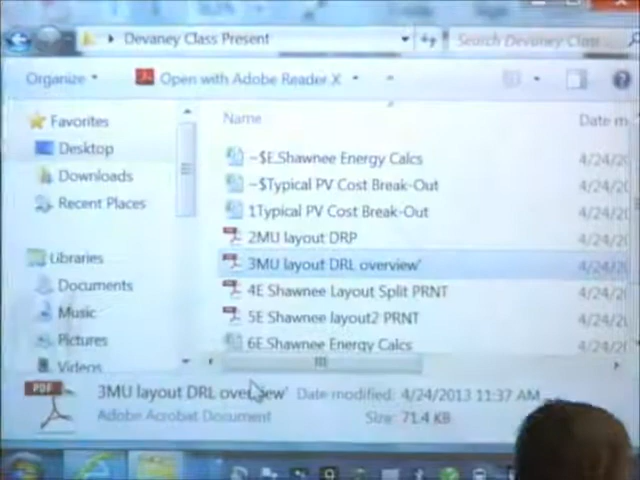 Devaney Class Present
Search Devaney Clas
Organize
Open with Adobe Reader X
Name
Date m
Favorites
Desktop
Downloads
Recent Places
Libraries
Documents
Music
Pictures
Videos
~$E.Shawnee Energy Calcs
4/24/20
~$Typical PV Cost Break-Out
4/24/20
1Typical PV Cost Break-Out
4/24/20
2MU layout DRP
4/24/20
3MU layout DRL overview'
4/24/20
4E Shawnee Layout Split PRNT
4/24/20
5E Shawnee layout2 PRNT
4/24/20
6E.Shawnee Energy Calcs
4/24/20
PDF
3MU layout DRL overview' Date modified: 4/24/2013 11:37 AM
Adobe Acrobat Document Size: 71.4 KB